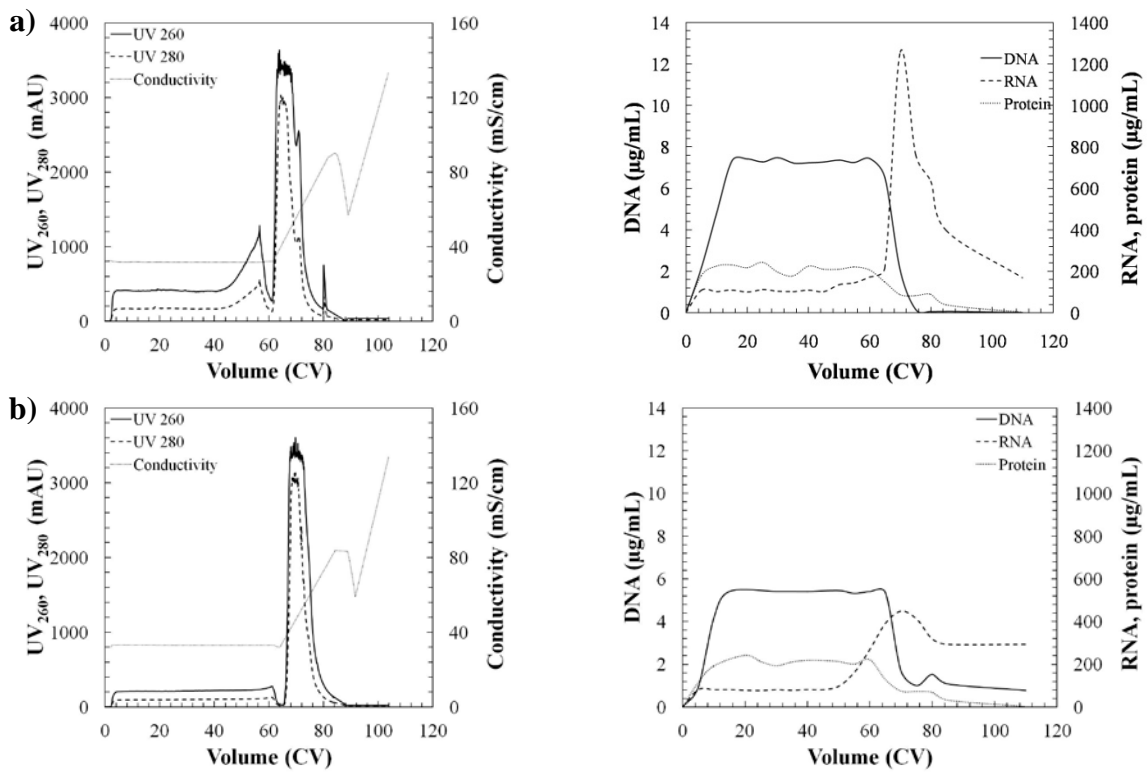 a)
4000
3000
2000
1000
0
UV260, UV280 (mAU)
UV 260
UV 280
Conductivity
160
120
80
40
0
Conductivity (mS/cm)
0 20 40 60 80 100 120
Volume (CV)
14
12
10
8
6
4
2
0
DNA (µg/mL)
DNA
RNA
Protein
1400
1200
1000
800
600
400
200
0
RNA, protein (µg/mL)
0 20 40 60 80 100 120
Volume (CV)
b)
4000
3000
2000
1000
0
UV260, UV280 (mAU)
UV 260
UV 280
Conductivity
160
120
80
40
0
Conductivity (mS/cm)
0 20 40 60 80 100 120
Volume (CV)
14
12
10
8
6
4
2
0
DNA (µg/mL)
DNA
RNA
Protein
1400
1200
1000
800
600
400
200
0
RNA, protein (µg/mL)
0 20 40 60 80 100 120
Volume (CV)